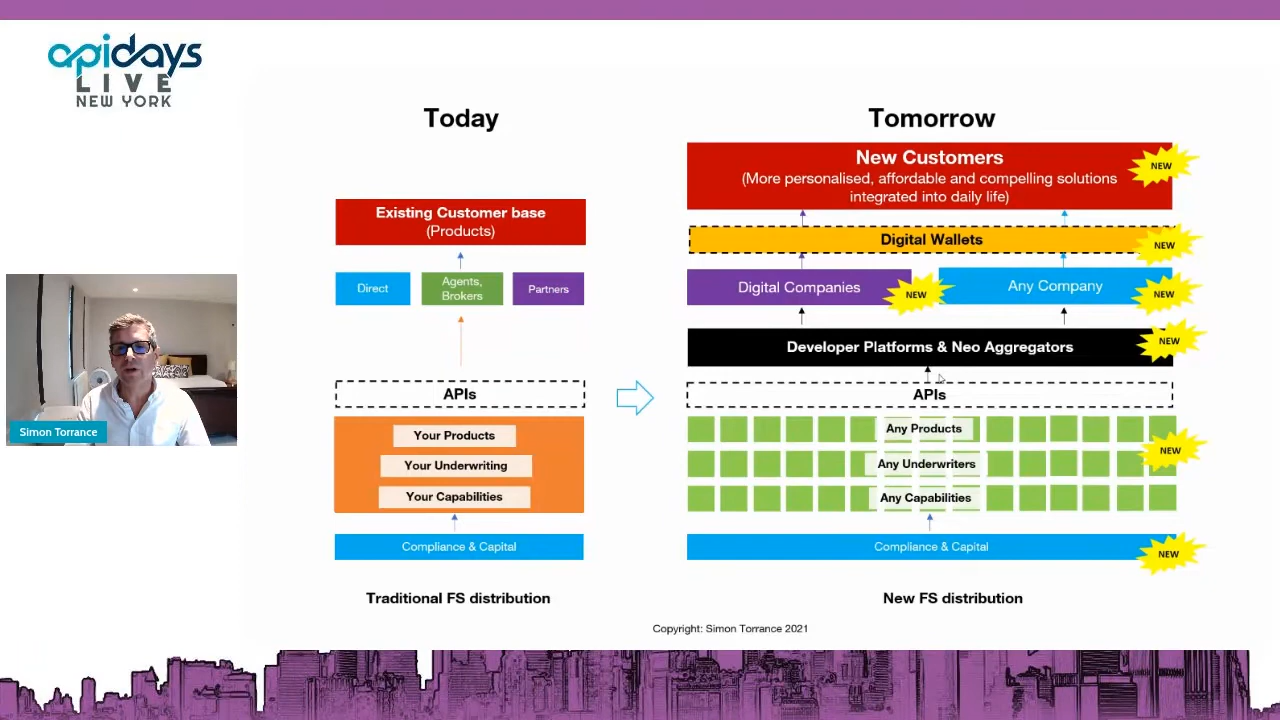 apidays
LIVE
NEW YORK
Today
Existing Customer base
(Products)
Direct
Agents,
Brokers
Partners
APIs
Your Products
Your Underwriting
Your Capabilities
Compliance & Capital
Traditional FS distribution
Tomorrow
New Customers
(More personalised, affordable and compelling solutions
integrated into daily life)
NEW
Digital Wallets
NEW
Digital Companies
NEW
Any Company
NEW
Developer Platforms & Neo Aggregators
NEW
APIs
Any Products
Any Underwriters
Any Capabilities
NEW
Compliance & Capital
NEW
New FS distribution
Copyright: Simon Torrance 2021
Simon Torrance